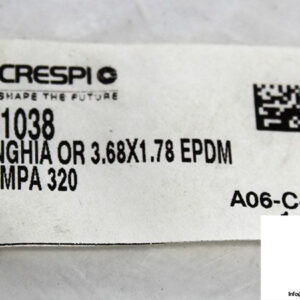 CRESPI
SHAPE THE FUTURE
1038
NGHIA OR 3.68X1.78 EPDM
MPA 320
A06-C